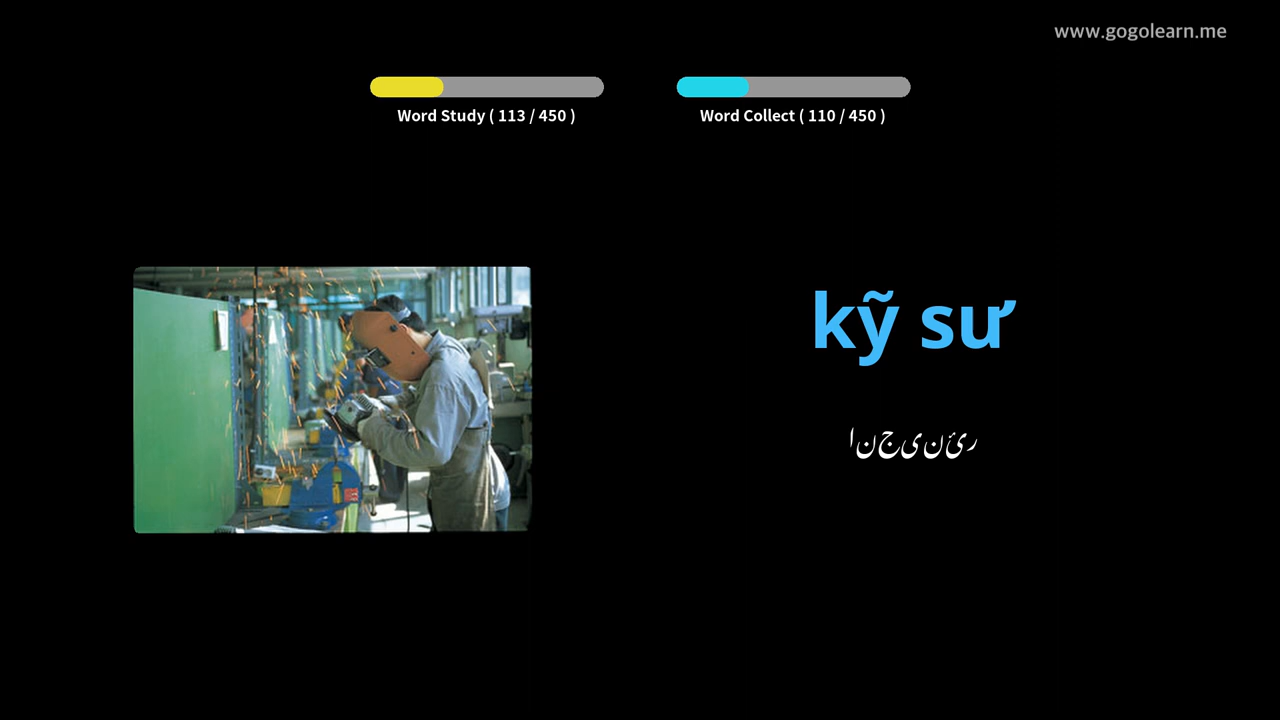 www.gogolearn.me
Word Study ( 113 / 450 )
Word Collect ( 110 / 450 )
kỹ sư
انجینئر